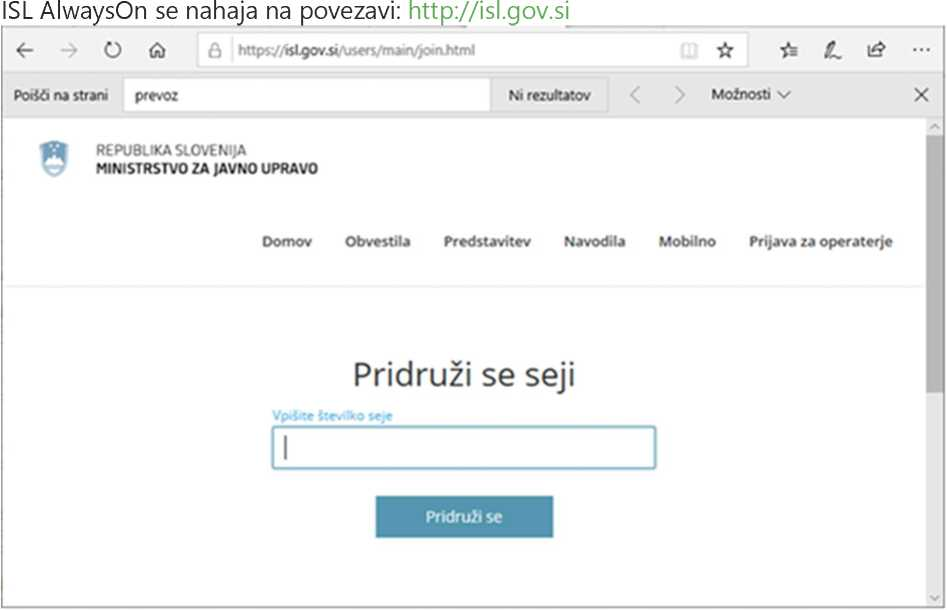 ISL AlwaysOn se nahaja na povezavi: http://isl.gov.si
https://isl.gov.si/users/main/join.html
Poišči na strani prevoz Ni rezultatov Možnosti
REPUBLIKA SLOVENIJA
MINISTRSTVO ZA JAVNO UPRAVO
Domov Obvestila Predstavitev Navodila Mobilno Prijava za operaterje
Pridruži se seji
Vpišite številko seje
Pridruži se